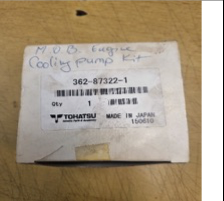 M.O.B. Engine
Cooling pump Kit
362-87322-1
Qty 1
TOHATSU
MADE IN JAPAN